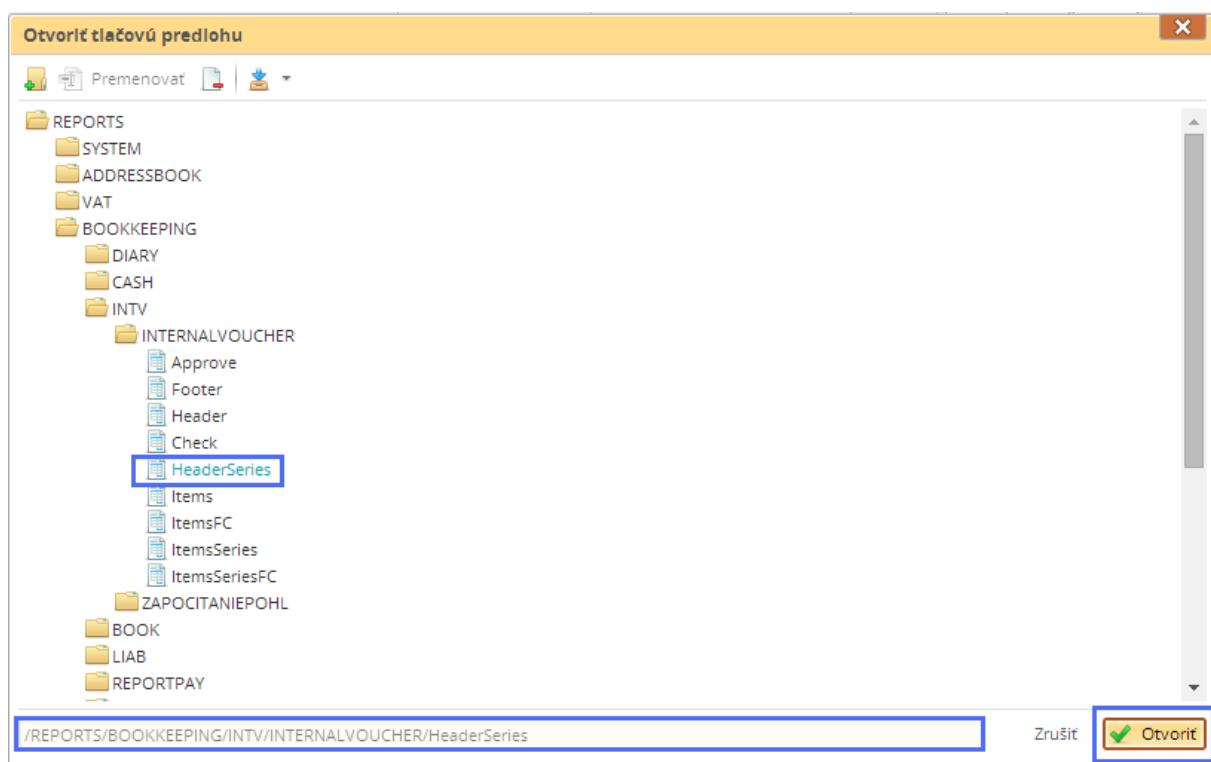 Otvoriť tlačovú predlohu
Premenovať
REPORTS
SYSTEM
ADDRESSBOOK
VAT
BOOKKEEPING
DIARY
CASH
INTV
INTERNALVOUCHER
Approve
Footer
Header
Check
HeaderSeries
Items
ItemsFC
ItemsSeries
ItemsSeriesFC
ZAPOCITANIEPOHL
BOOK
LIAB
REPORTPAY
/REPORTS/BOOKKEEPING/INTV/INTERNALVOUCHER/HeaderSeries Zrušiť Otvoriť